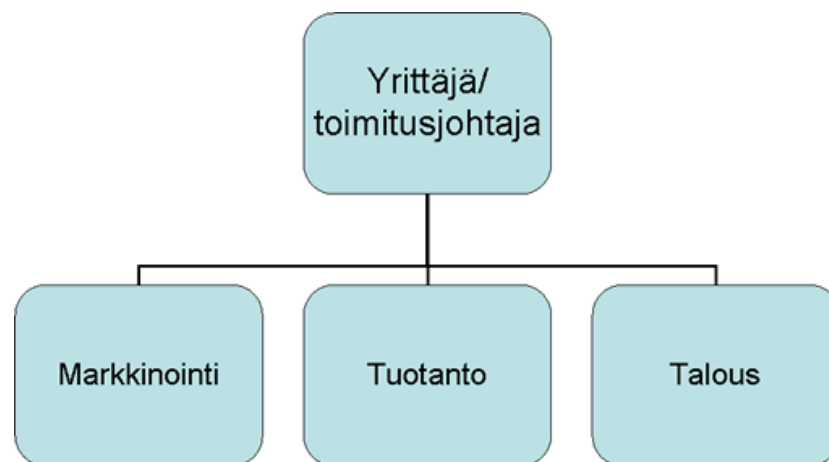 Yrittäjä/
toimitusjohtaja
Markkinointi
Tuotanto
Talous